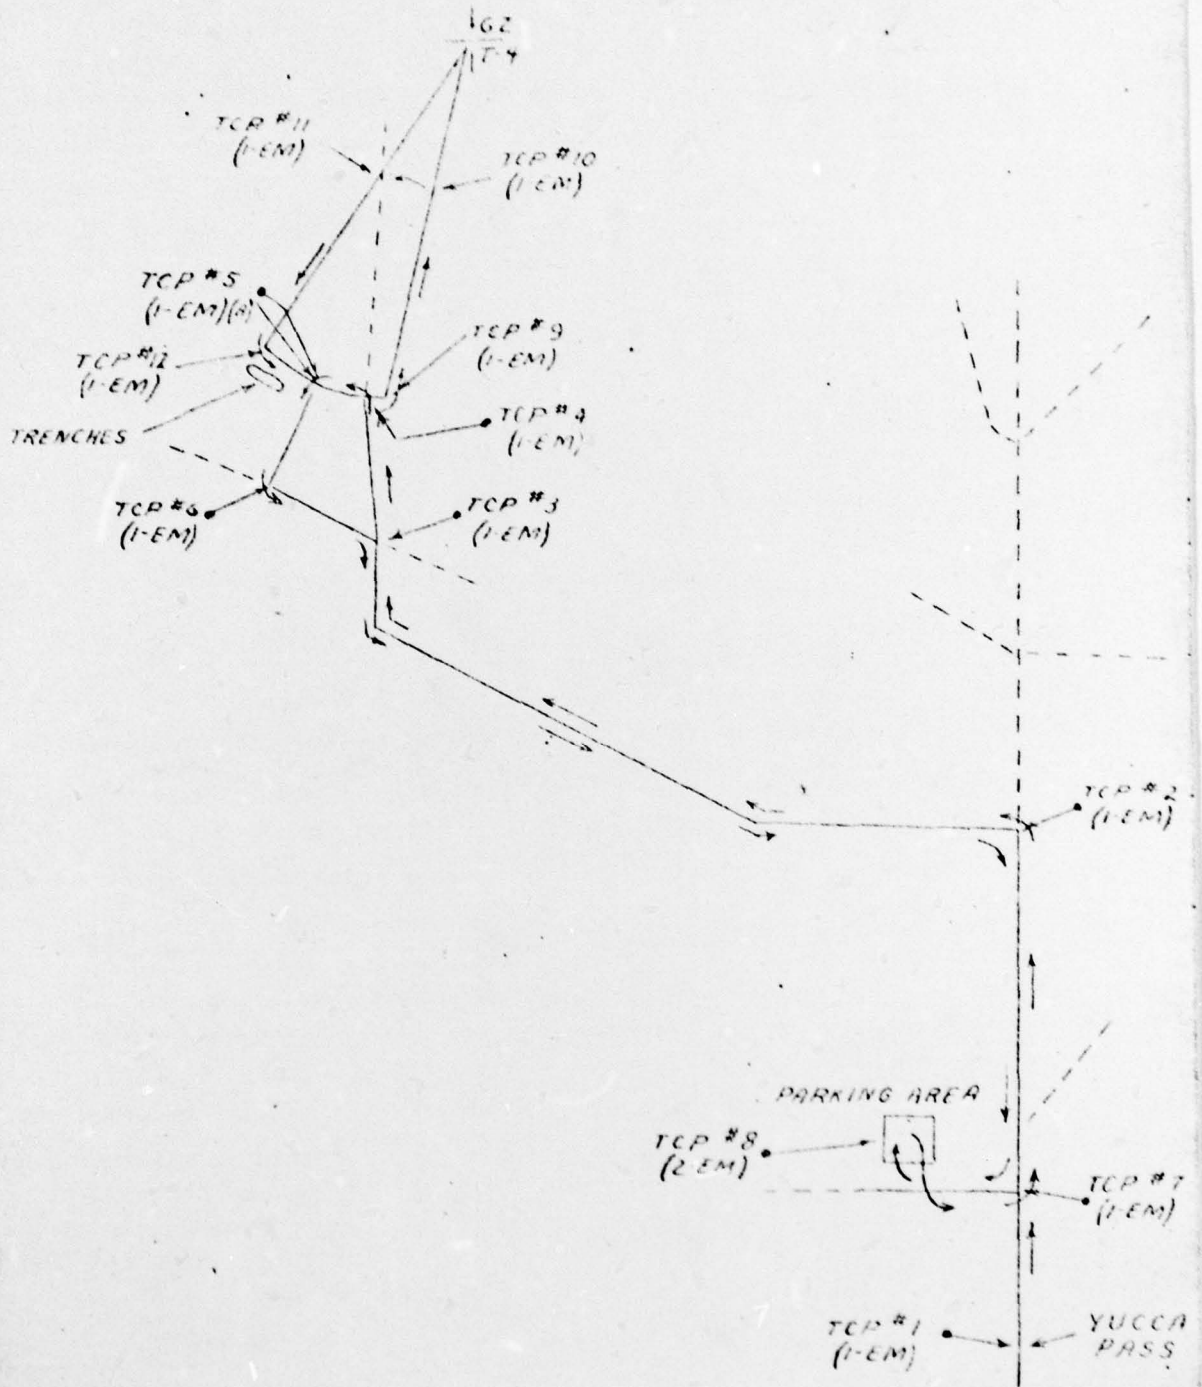 GZ
T-4
TCP #11
(1-EM)
TCP #10
(1-EM)
TCP #5
(1-EM)(8)
TCP #9
(1-EM)
TCP #12
(1-EM)
TCP #4
(1-EM)
TRENCHES
TCP #6
(1-EM)
TCP #3
(1-EM)
TCP #2
(1-EM)
PARKING AREA
TCP #8
(2-EM)
TCP #7
(1-EM)
TCP #1
(1-EM)
YUCCA
PASS